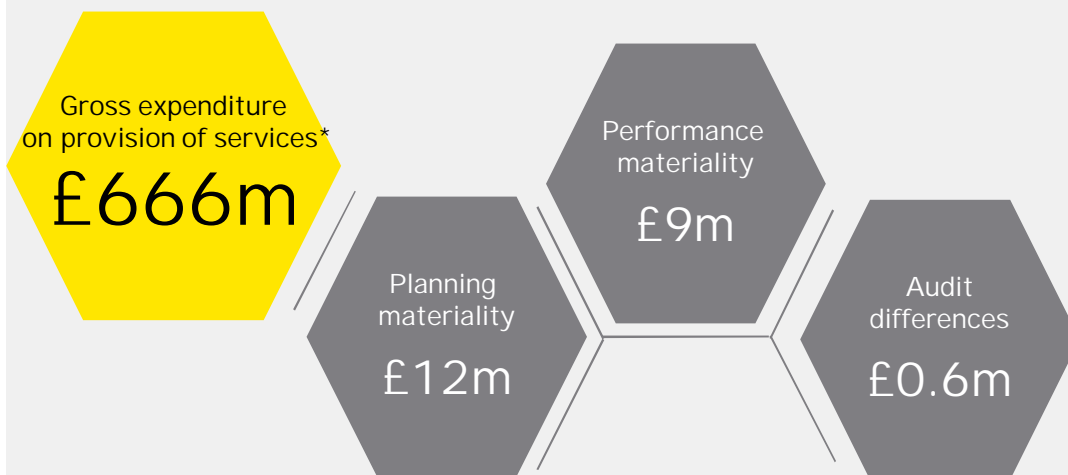 Gross expenditure
on provision of services*
£666m
Planning
materiality
£12m
Performance
materiality
£9m
Audit
differences
£0.6m